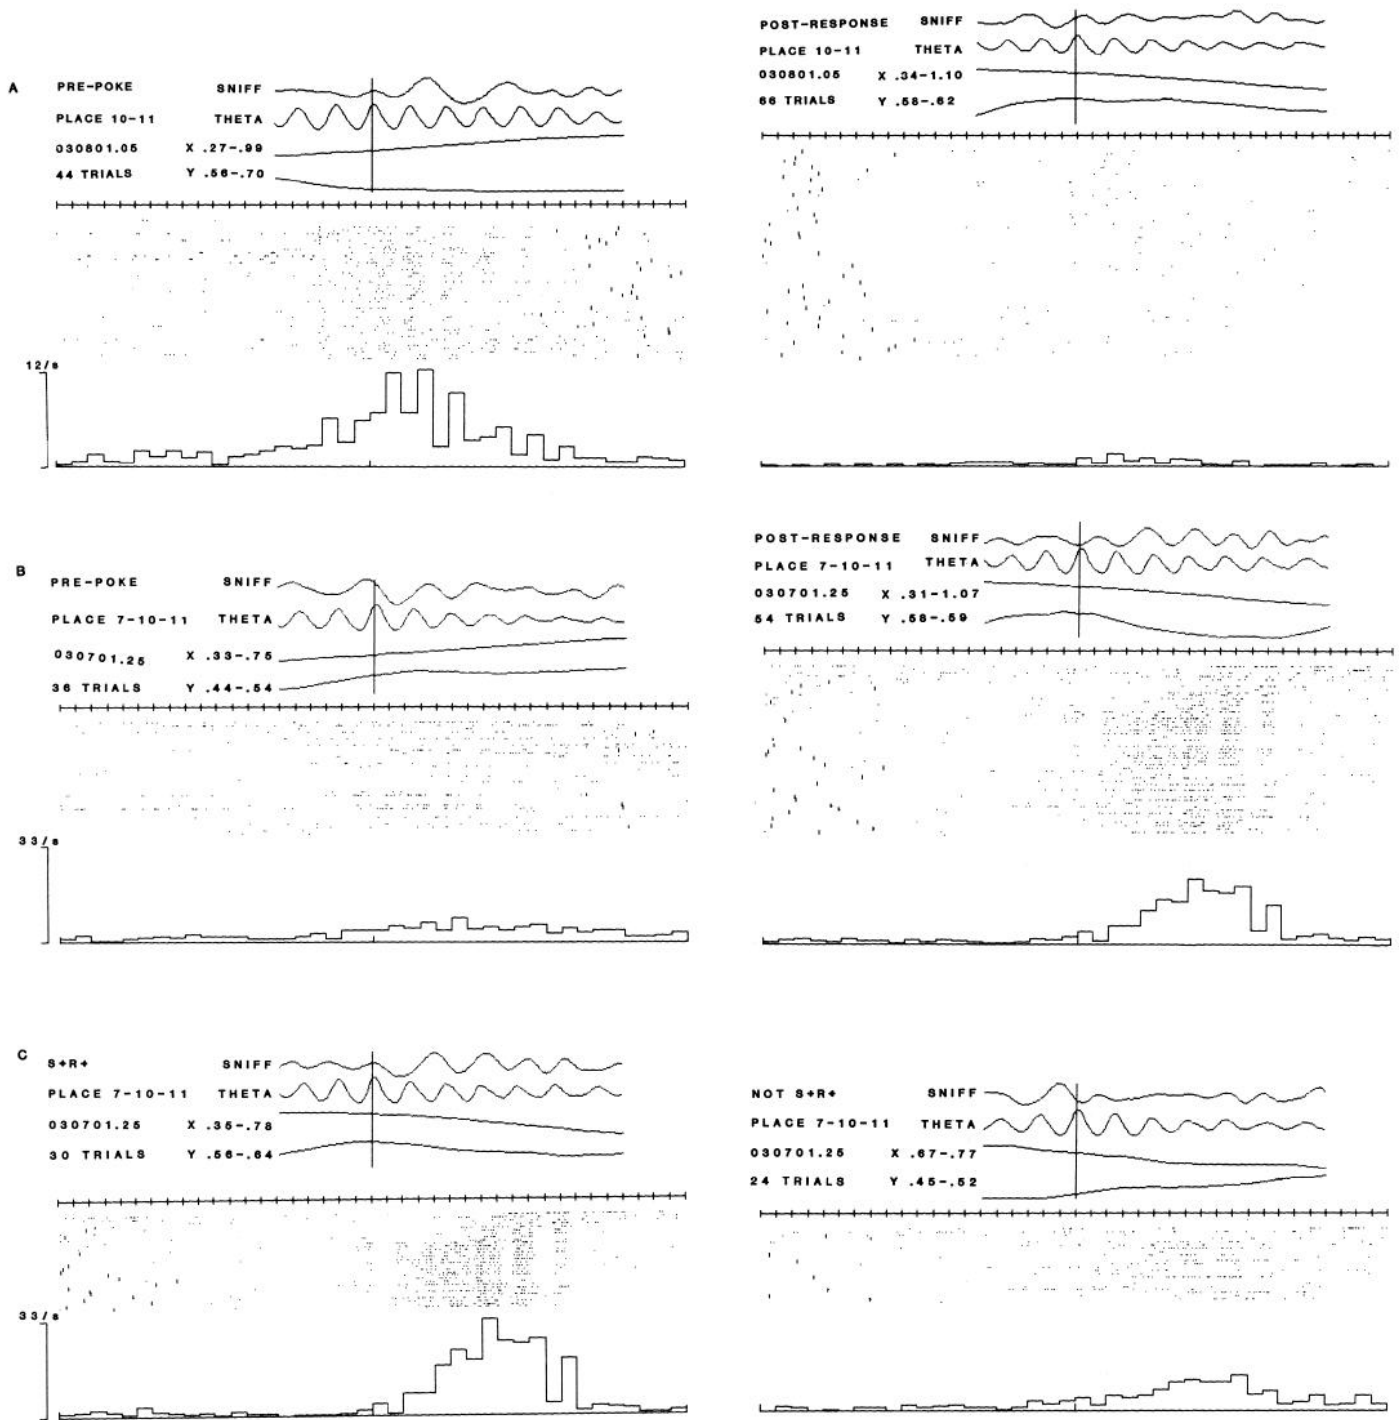 A
PRE-POKE SNIFF
PLACE 10-11 THETA
030801.05 X .27-.99
44 TRIALS Y .56-.70
12/s
POST-RESPONSE SNIFF
PLACE 10-11 THETA
030801.05 X .34-1.10
66 TRIALS Y .58-.62
B
PRE-POKE SNIFF
PLACE 7-10-11 THETA
030701.25 X .33-.75
36 TRIALS Y .44-.54
33/s
POST-RESPONSE SNIFF
PLACE 7-10-11 THETA
030701.25 X .31-1.07
54 TRIALS Y .58-.59
C
S+R+ SNIFF
PLACE 7-10-11 THETA
030701.25 X .35-.78
30 TRIALS Y .56-.64
33/s
NOT S+R+ SNIFF
PLACE 7-10-11 THETA
030701.25 X .67-.77
24 TRIALS Y .45-.52